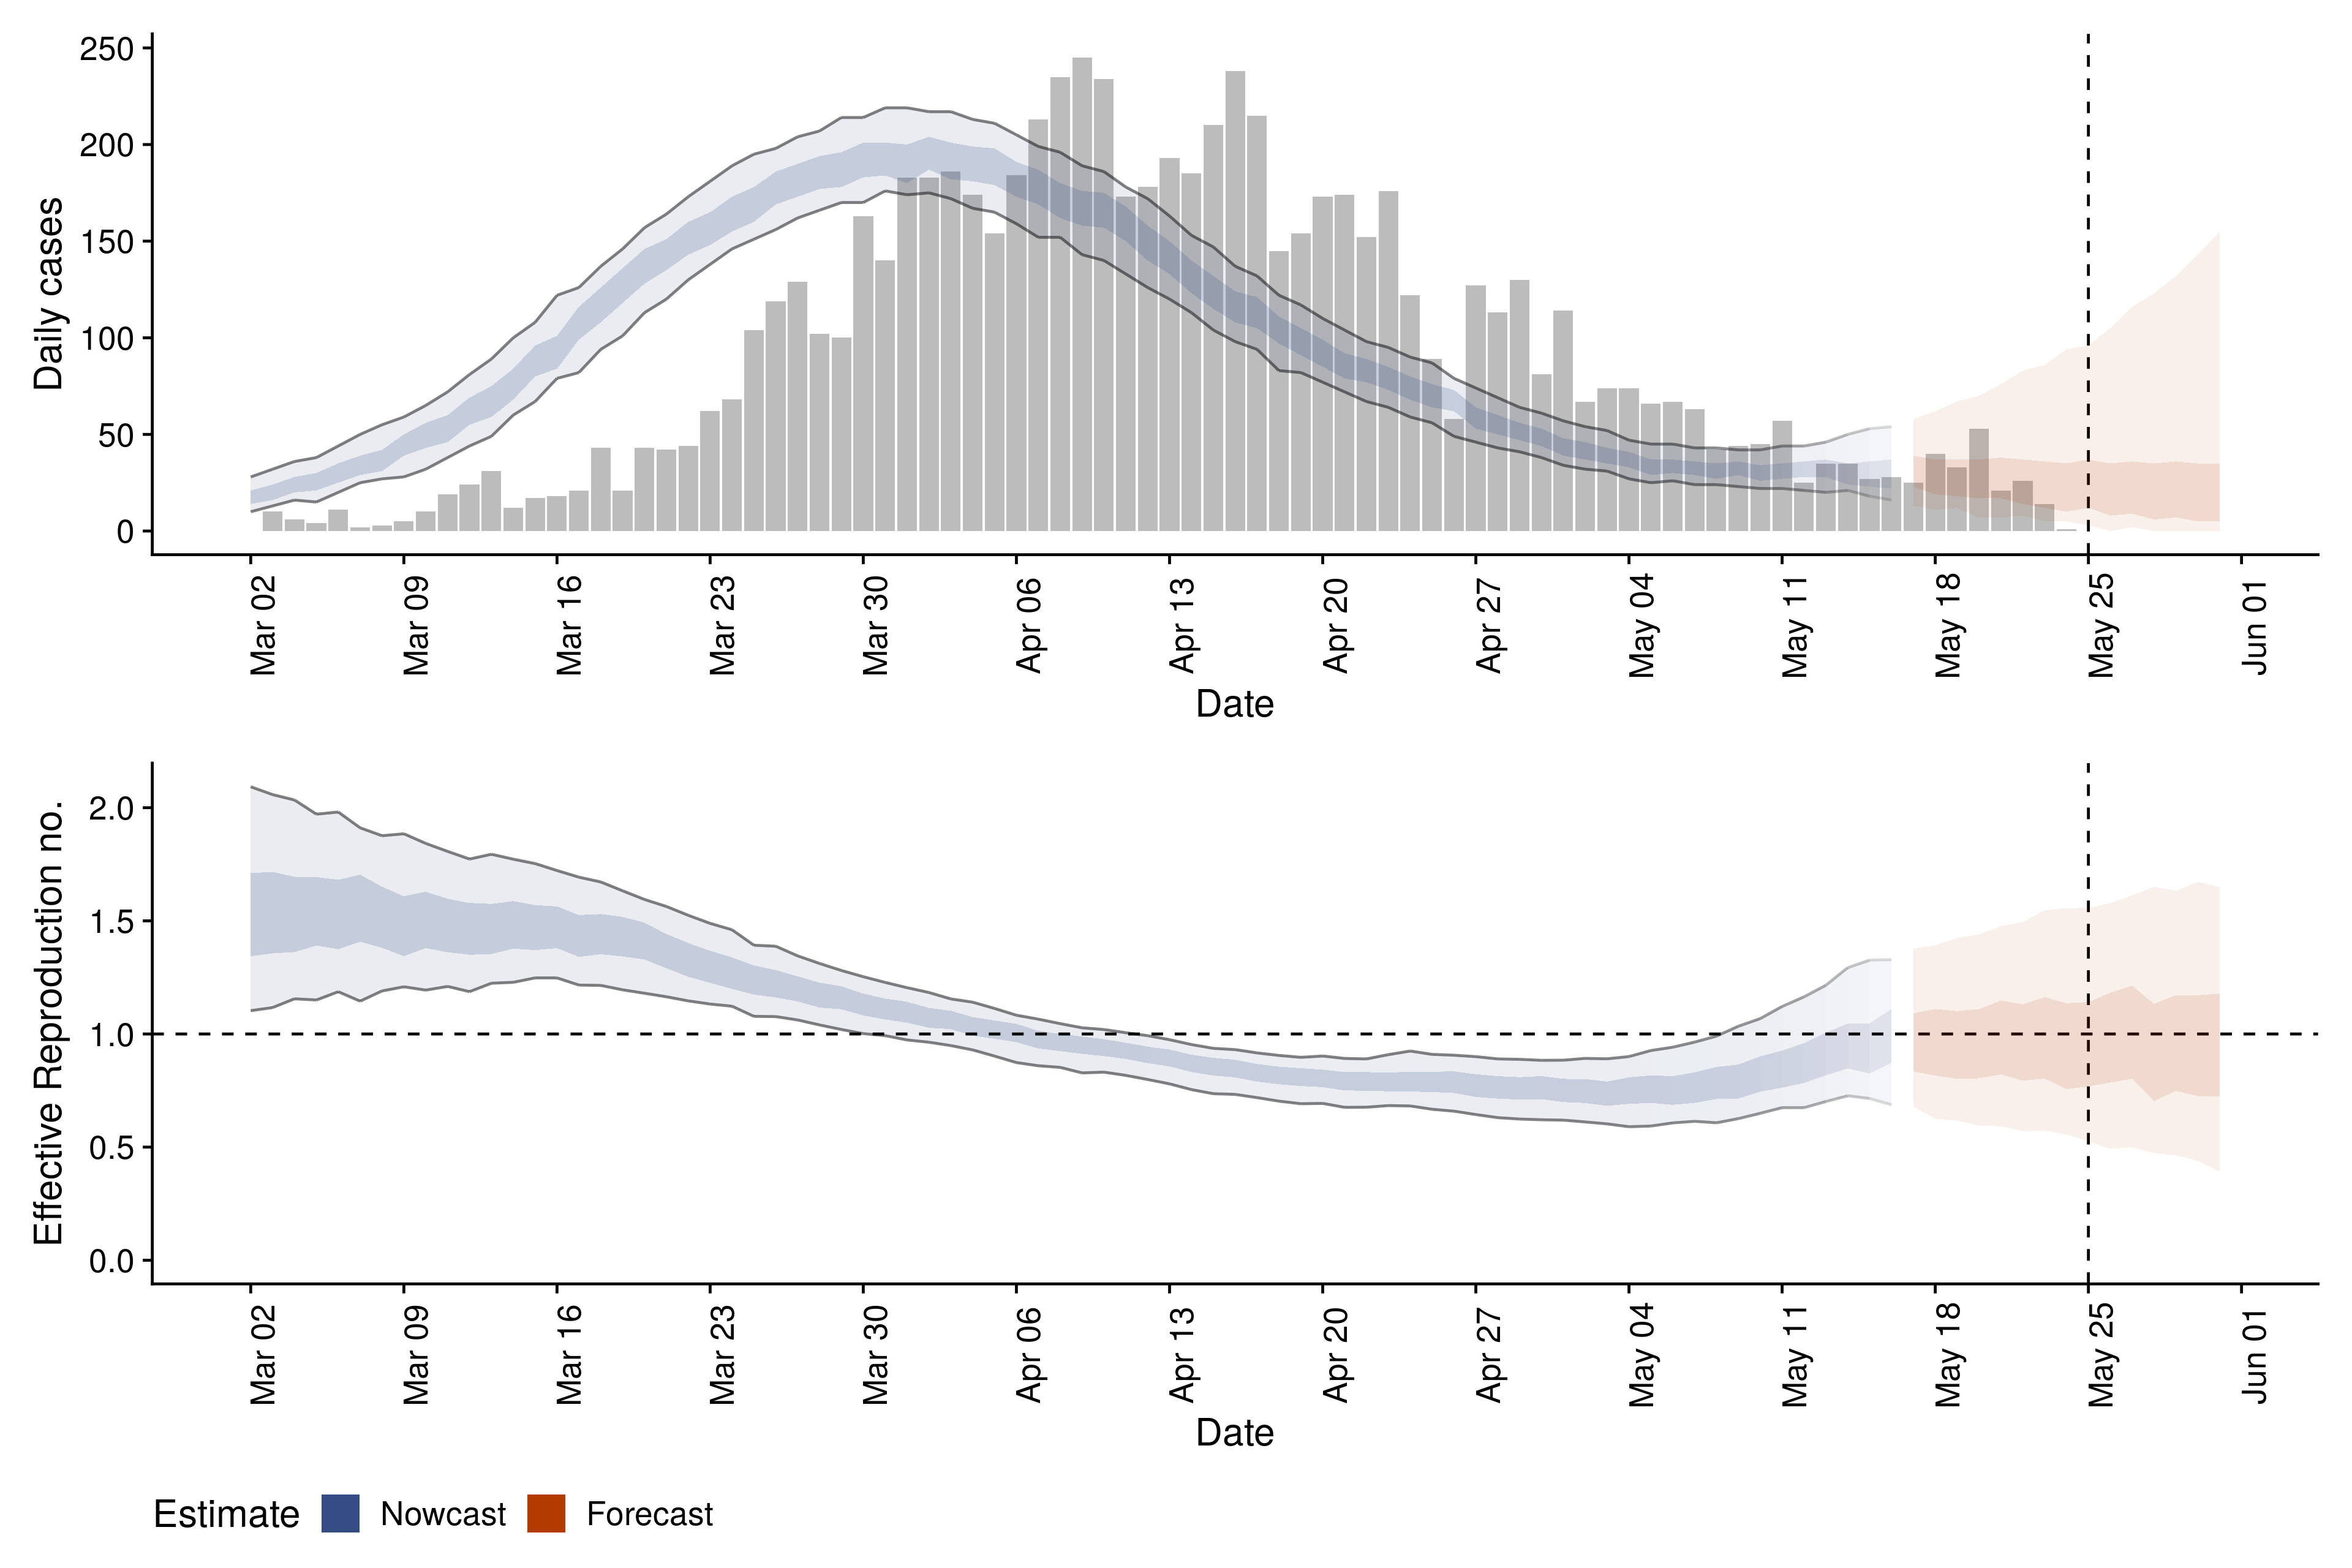 250
200
150
100
50
0
Daily cases
Mar 02
Mar 09
Mar 16
Mar 23
Mar 30
Apr 06
Apr 13
Apr 20
Apr 27
May 04
May 11
May 18
May 25
Jun 01
Date
2.0
1.5
1.0
0.5
0.0
Effective Reproduction no.
Mar 02
Mar 09
Mar 16
Mar 23
Mar 30
Apr 06
Apr 13
Apr 20
Apr 27
May 04
May 11
May 18
May 25
Jun 01
Date
Estimate Nowcast Forecast